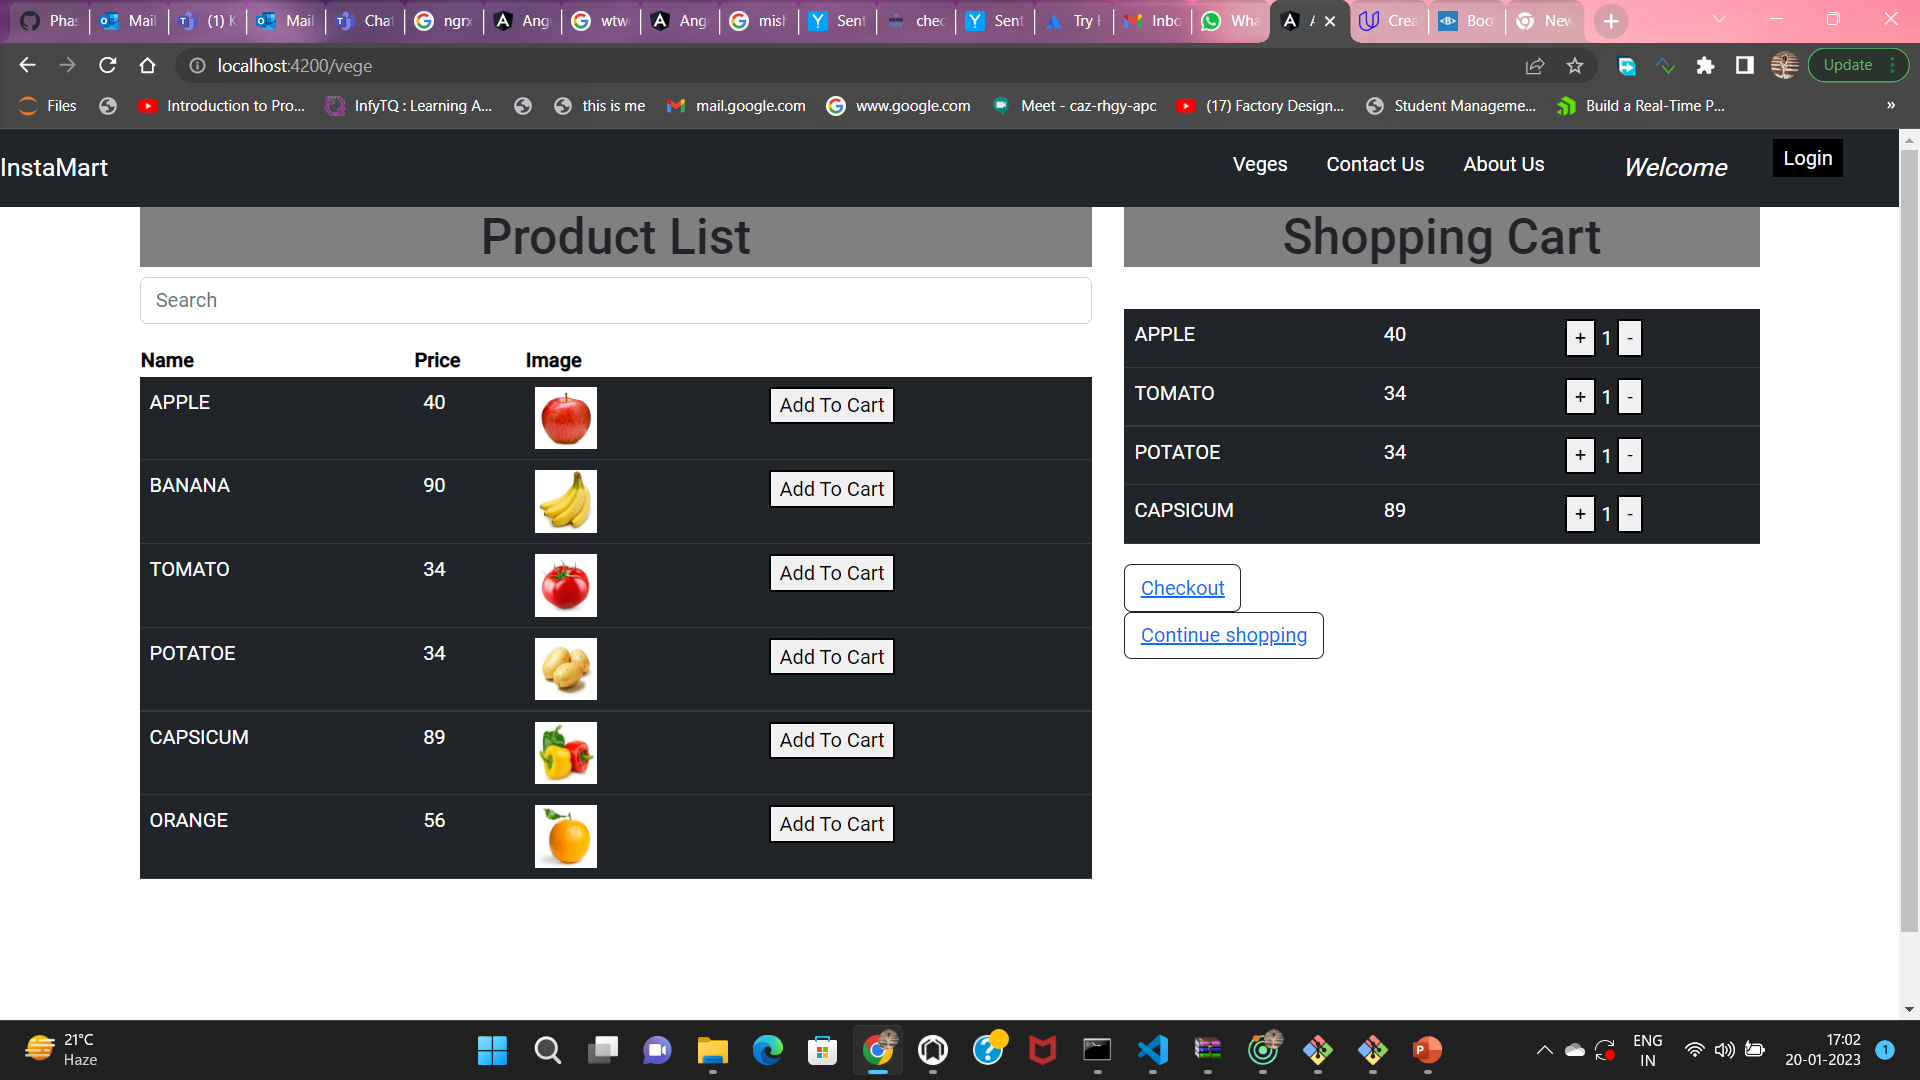 Phas Mail (1) K Mail Chat ngrx Ang wtw Ang mish Sent chec Sent Try Inbo Wha Crea Boo New
localhost:4200/vege
Update
Files Introduction to Pro... InfyTQ : Learning A... this is me mail.google.com www.google.com Meet - caz-rhgy-apc (17) Factory Design... Student Manageme... Build a Real-Time P... »
InstaMart Veges Contact Us About Us Welcome Login
Product List
Search
Name Price Image
APPLE 40 Add To Cart
BANANA 90 Add To Cart
TOMATO 34 Add To Cart
POTATOE 34 Add To Cart
CAPSICUM 89 Add To Cart
ORANGE 56 Add To Cart
Shopping Cart
APPLE 40 + 1 -
TOMATO 34 + 1 -
POTATOE 34 + 1 -
CAPSICUM 89 + 1 -
Checkout
Continue shopping
21°C
Haze
ENG
IN
17:02
20-01-2023
1